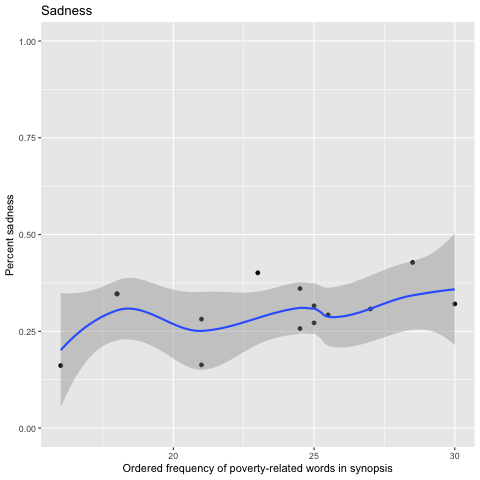 Sadness
1.00
0.75
0.50
0.25
0.00
Percent sadness
20
25
30
Ordered frequency of poverty-related words in synopsis